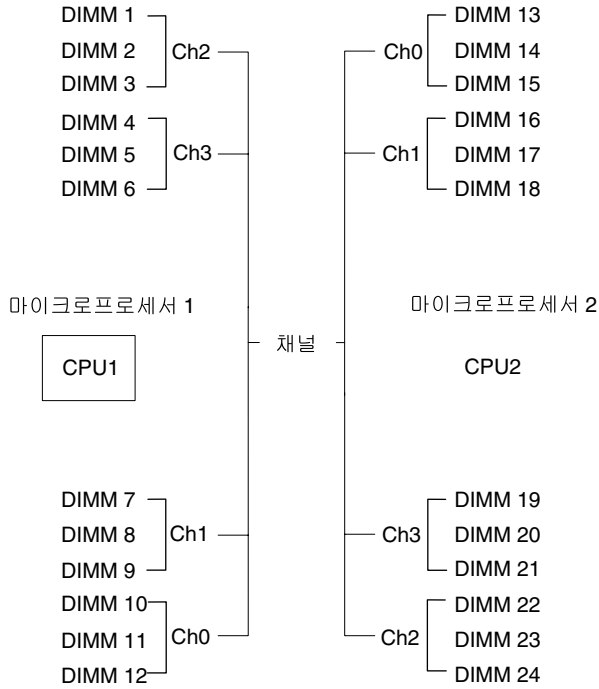 DIMM 1
DIMM 2
DIMM 3
Ch2
DIMM 4
DIMM 5
DIMM 6
Ch3
마이크로프로세서 1
CPU1
DIMM 7
DIMM 8
DIMM 9
Ch1
DIMM 10
DIMM 11
DIMM 12
Ch0
채널
DIMM 13
DIMM 14
DIMM 15
Ch0
DIMM 16
DIMM 17
DIMM 18
Ch1
마이크로프로세서 2
CPU2
DIMM 19
DIMM 20
DIMM 21
Ch3
DIMM 22
DIMM 23
DIMM 24
Ch2